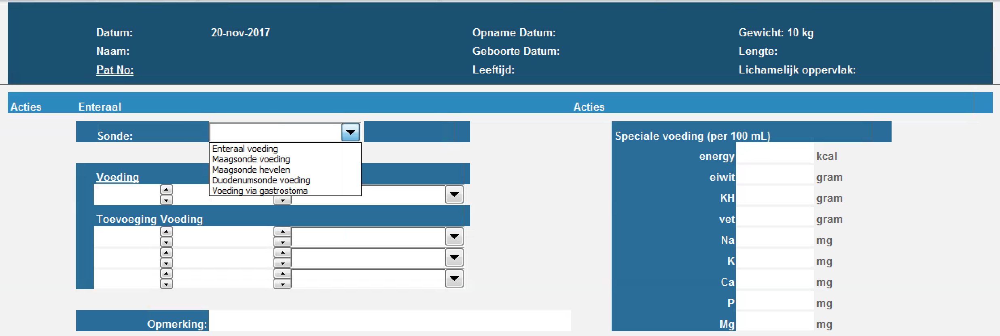 Datum: 20-nov-2017 Opname Datum: Gewicht: 10 kg
Naam: Geboorte Datum: Lengte:
Pat No: Leeftijd: Lichamelijk oppervlak:
Acties Enteraal Acties
Sonde:
Enteraal voeding
Maagsonde voeding
Maagsonde hevelen
Duodenumsonde voeding
Voeding via gastrostoma
Voeding
Toevoeging Voeding
Opmerking:
Speciale voeding (per 100 mL)
energy kcal
eiwit gram
KH gram
vet gram
Na mg
K mg
Ca mg
P mg
Mg mg